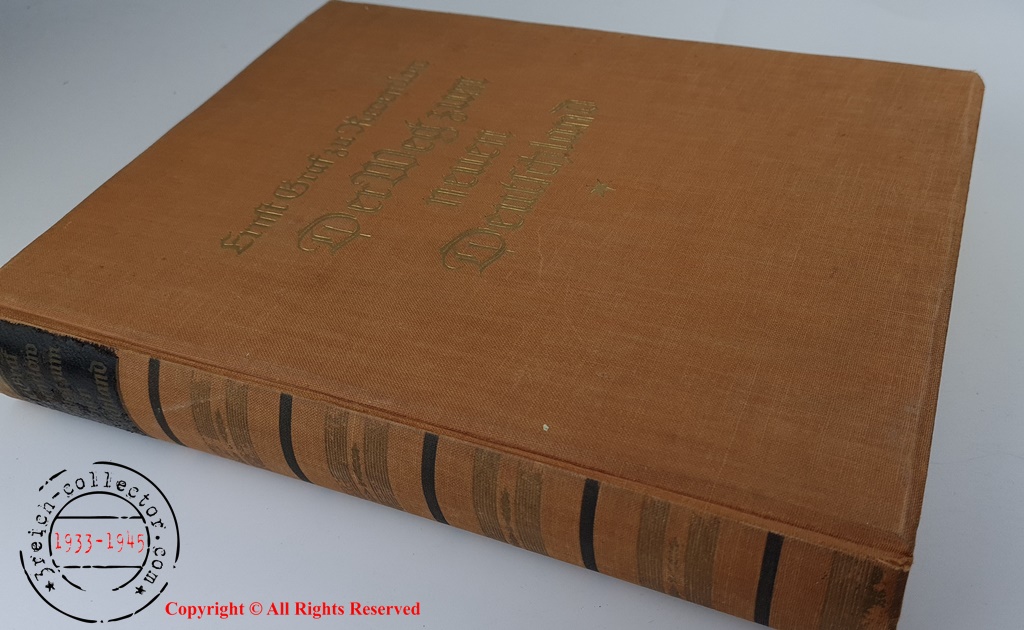 Ernst Graf zu Reventlow
Der Weg zum
neuen
Deutschland
3reich-collector.com
1933-1945
Copyright © All Rights Reserved